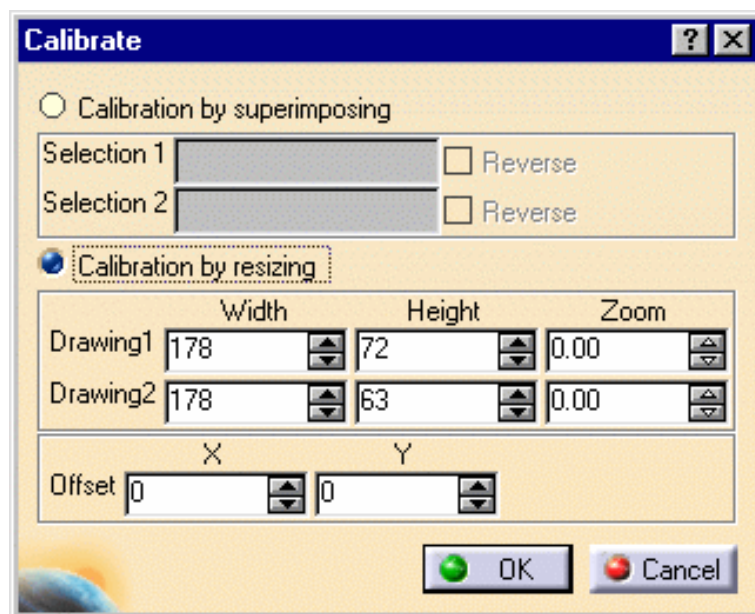 Calibrate ? X
Calibration by superimposing
Selection 1 Reverse
Selection 2 Reverse
Calibration by resizing
Width Height Zoom
Drawing1 178 72 0.00
Drawing2 178 63 0.00
X Y
Offset 0 0
OK Cancel